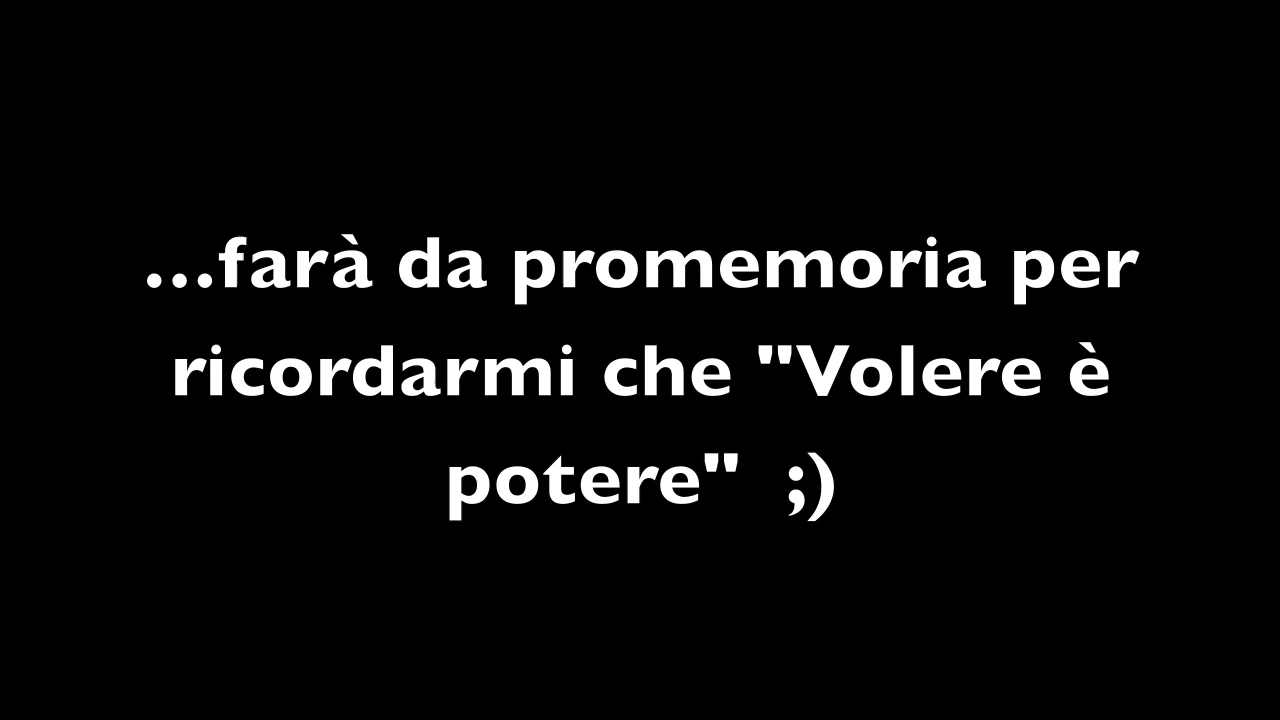 ...farà da promemoria per
ricordarmi che "Volere è
potere"  ;)